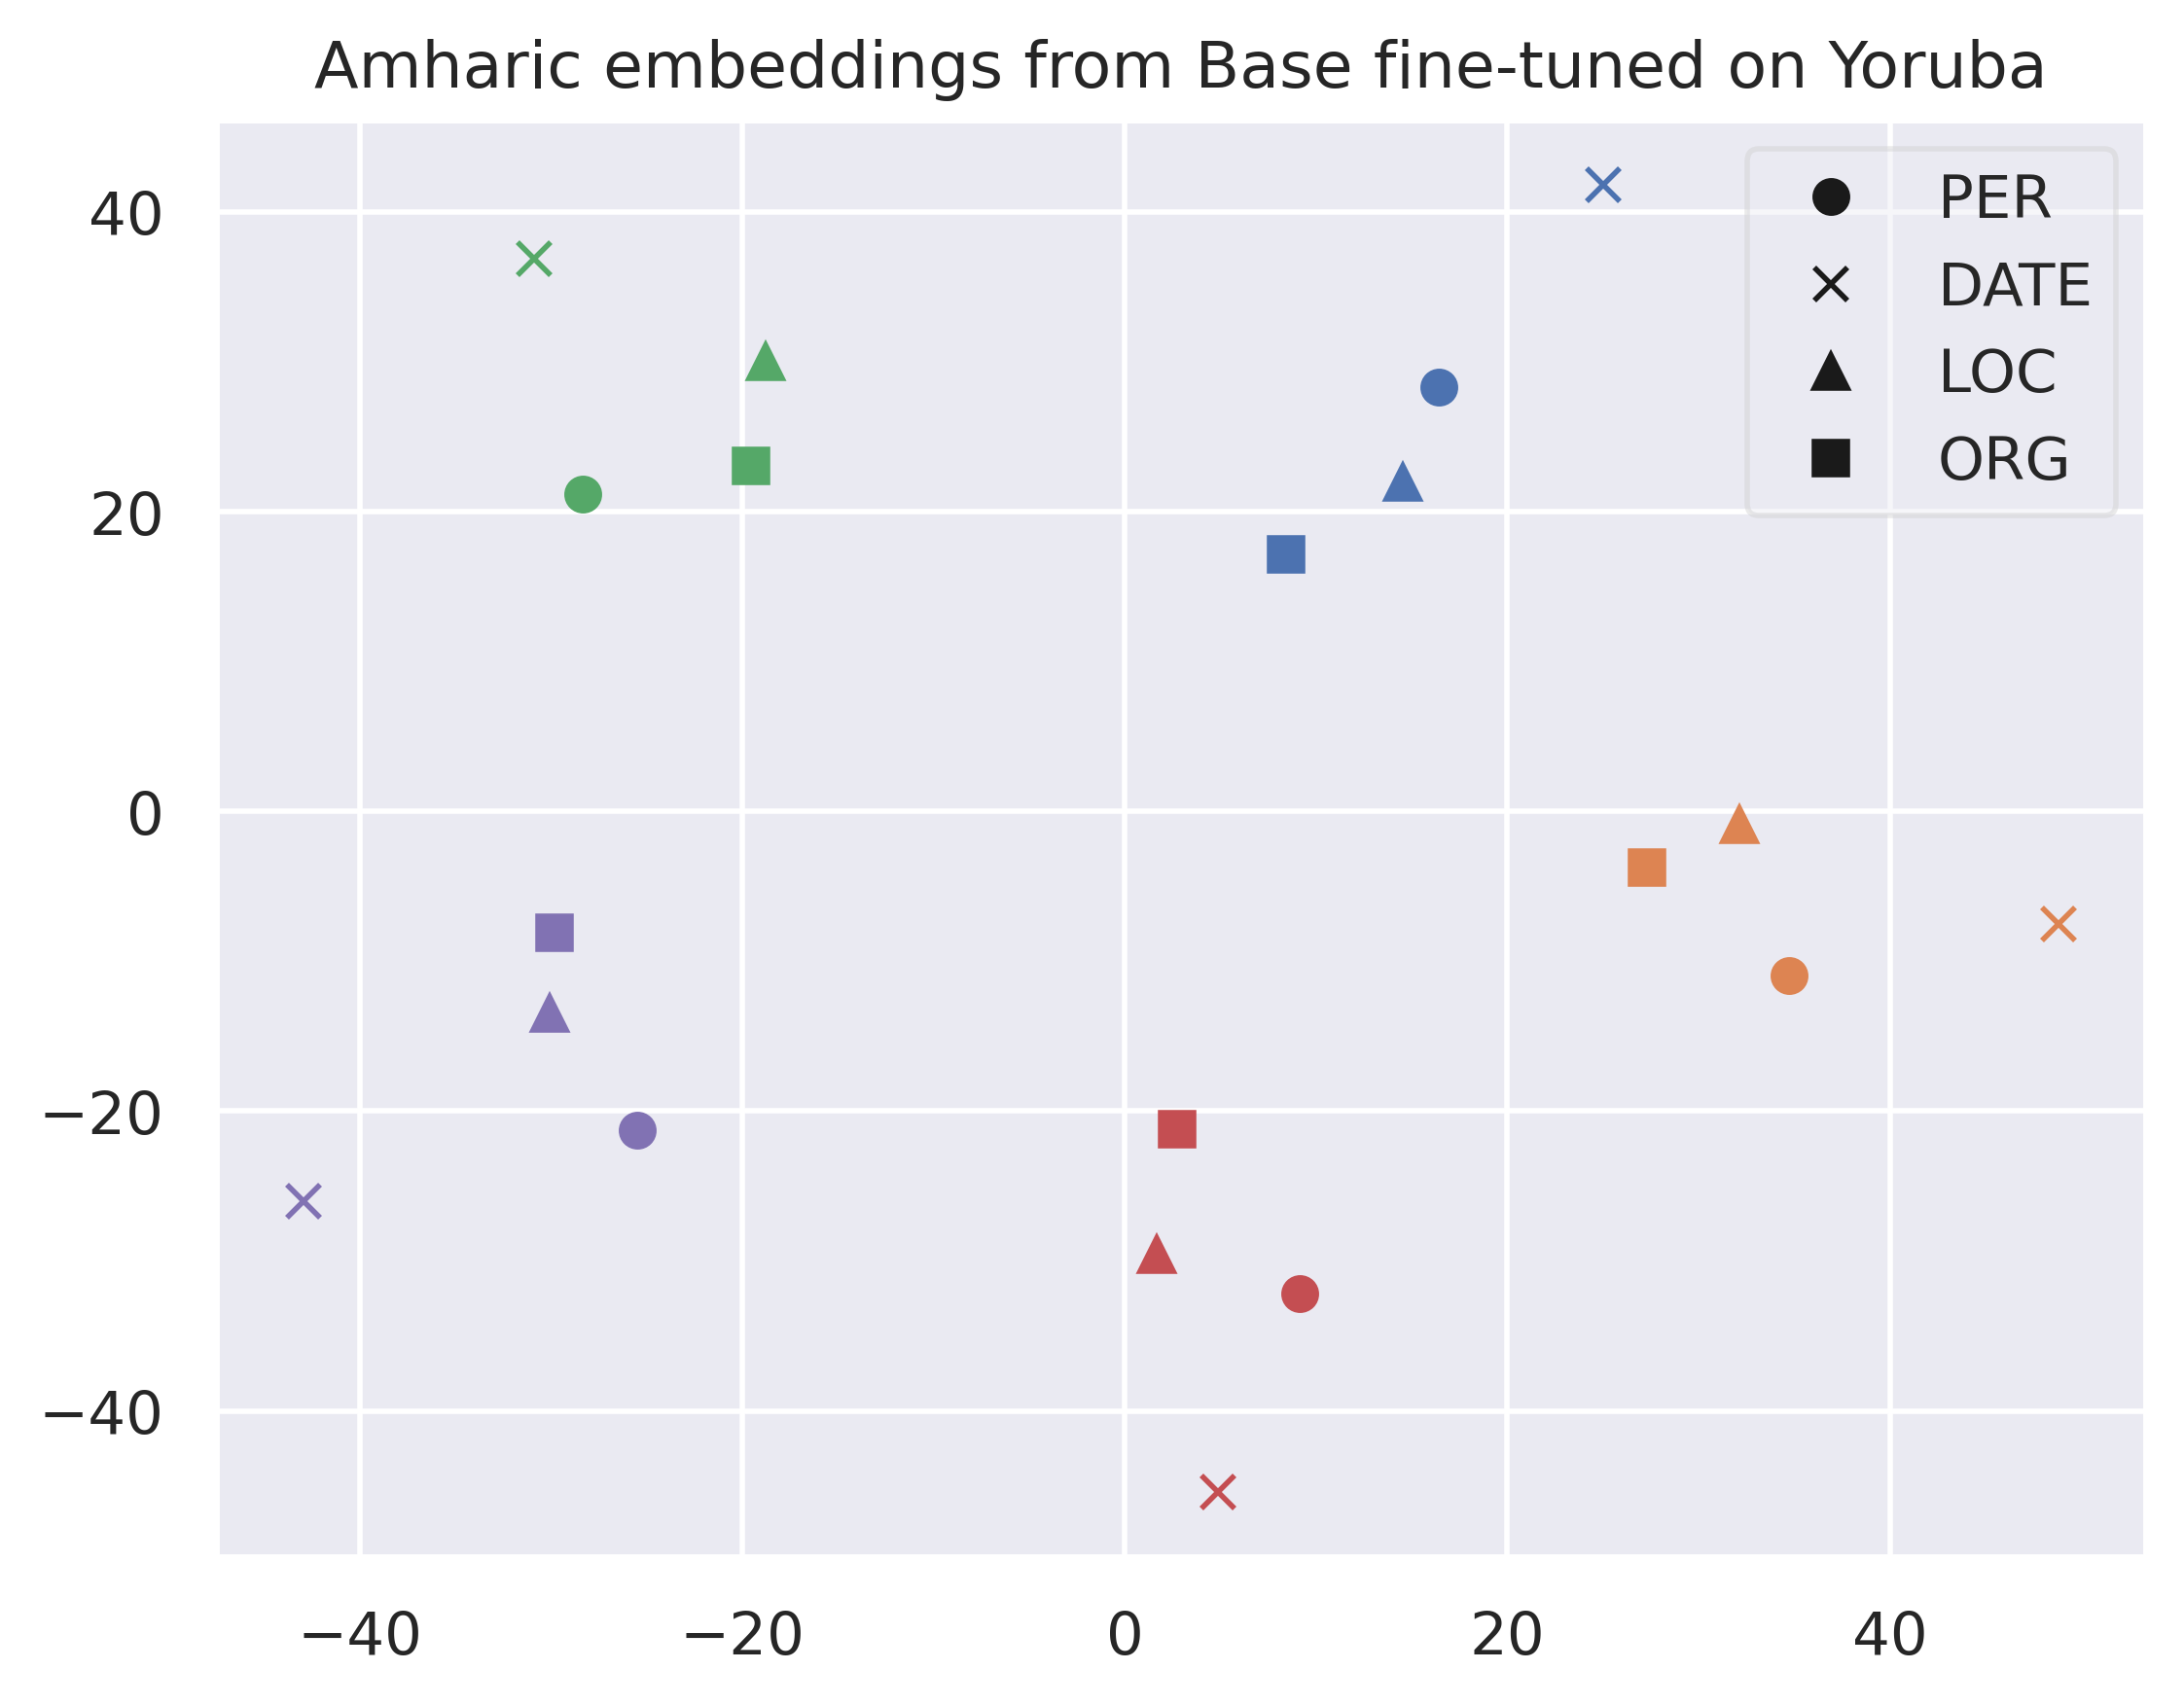 Amharic embeddings from Base fine-tuned on Yoruba
PER
DATE
LOC
ORG
40
20
0
−20
−40
−40 −20 0 20 40